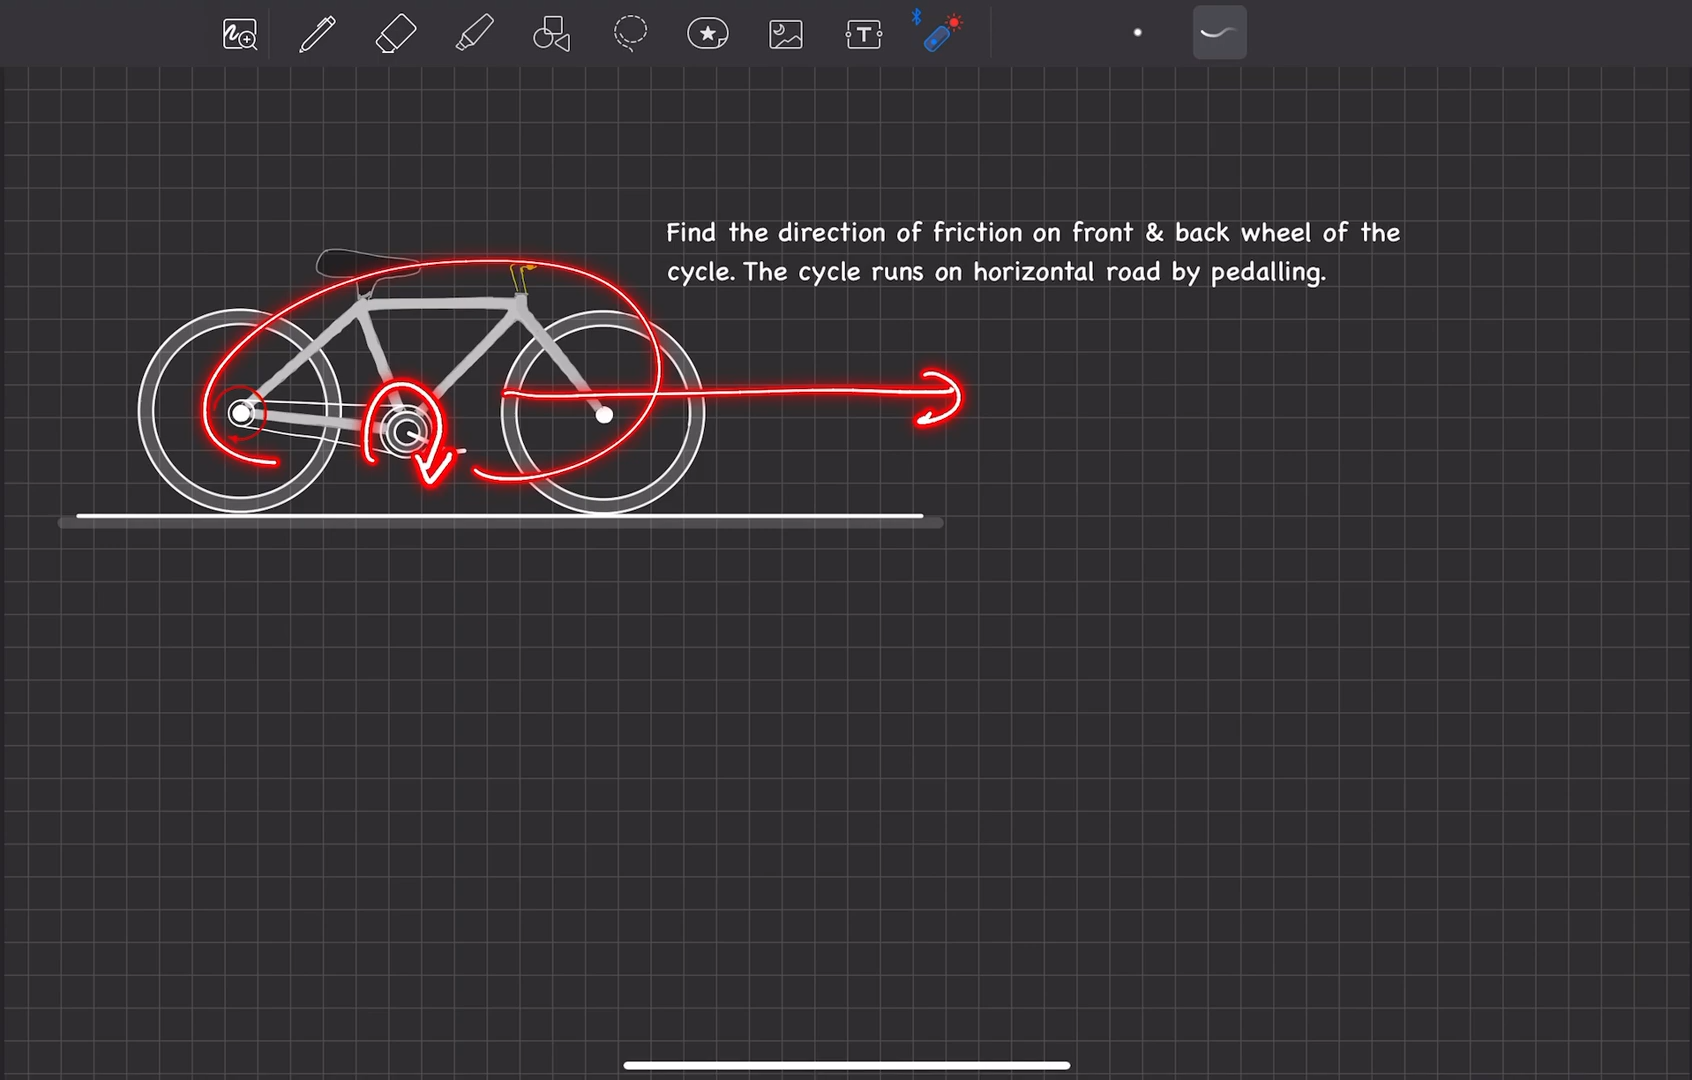 Find the direction of friction on front & back wheel of the
cycle. The cycle runs on horizontal road by pedalling.